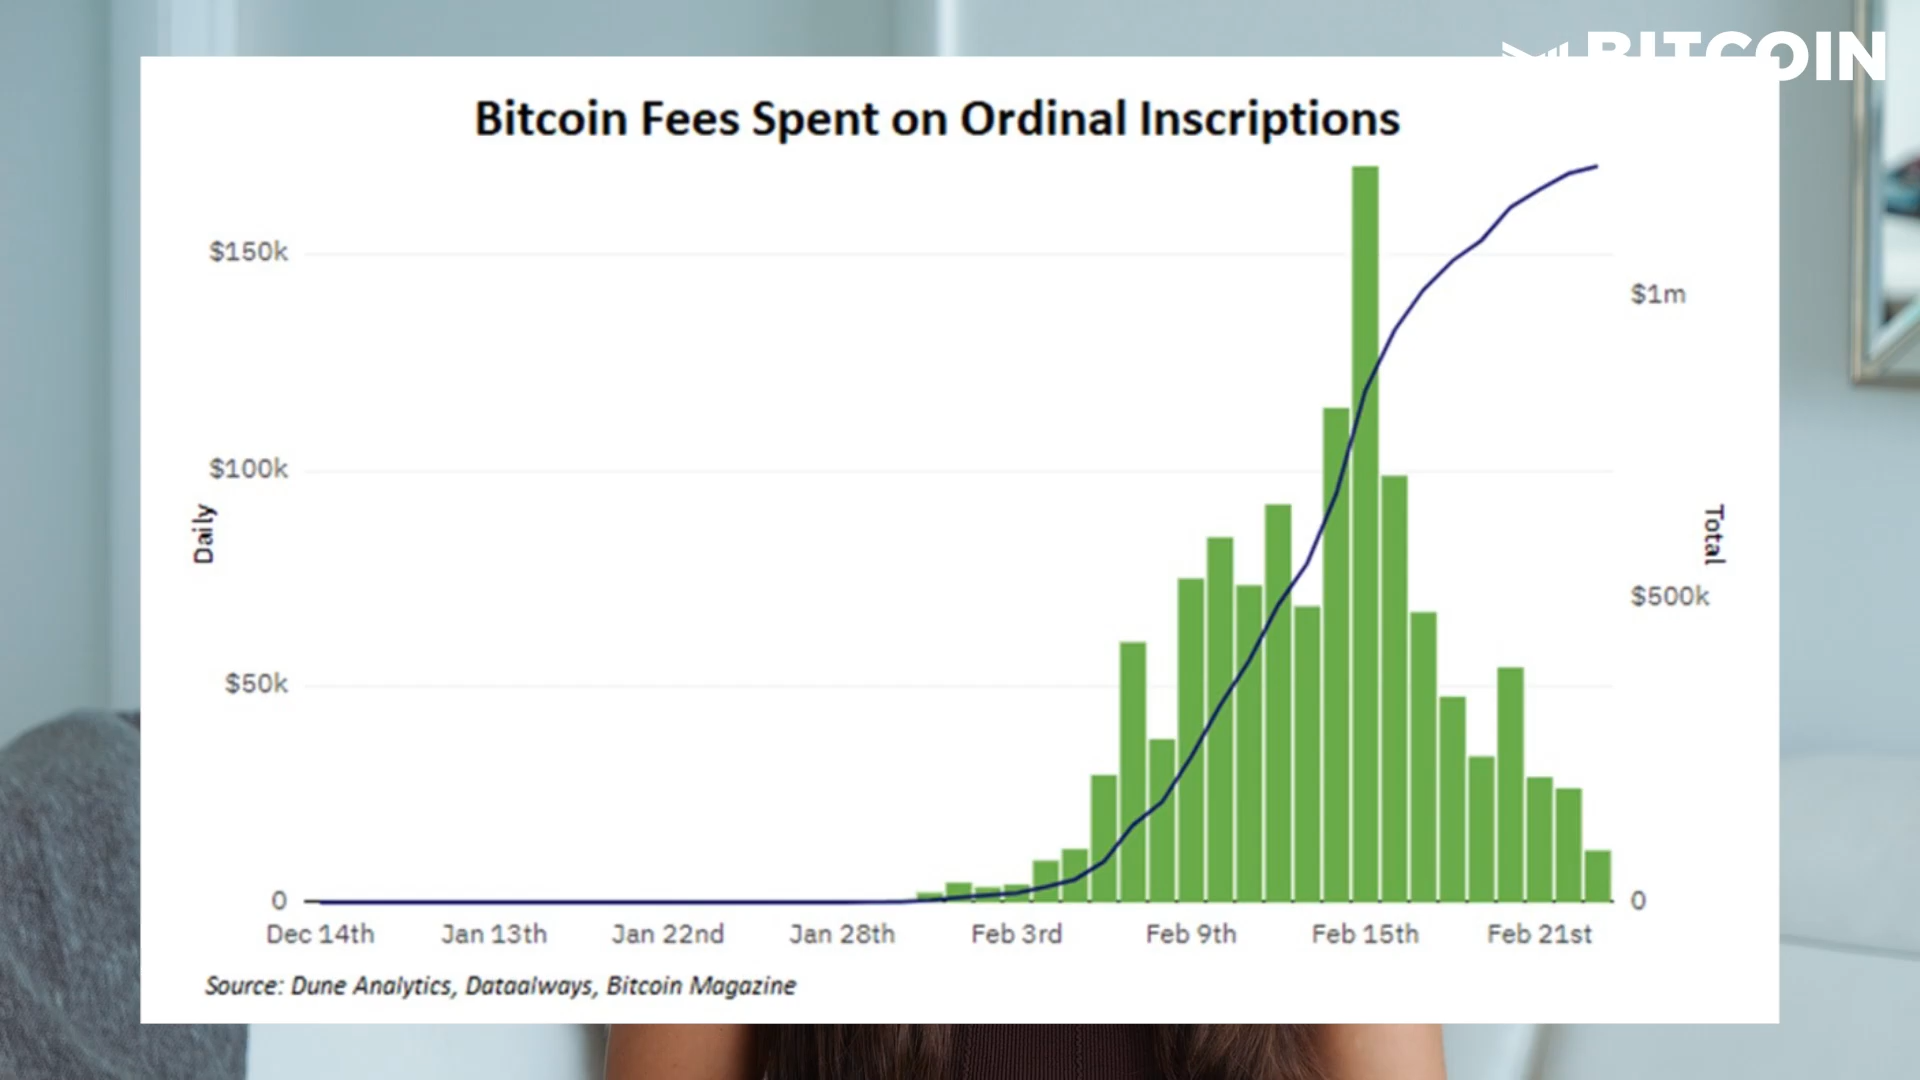 BITCOIN
Bitcoin Fees Spent on Ordinal Inscriptions
$150k
$100k
$50k
0
Daily
$1m
$500k
0
Total
Dec 14th Jan 13th Jan 22nd Jan 28th Feb 3rd Feb 9th Feb 15th Feb 21st
Source: Dune Analytics, Dataalways, Bitcoin Magazine